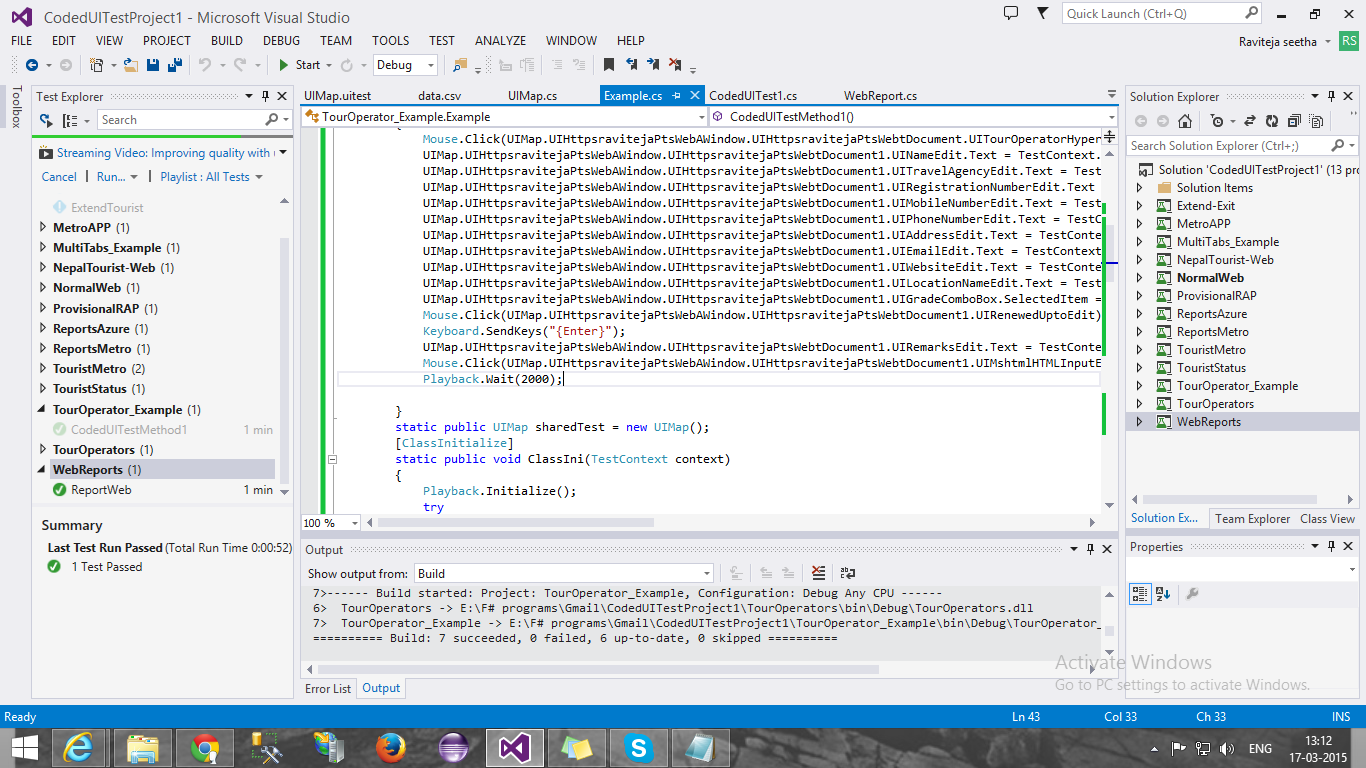 CodedUITestProject1 - Microsoft Visual Studio
Quick Launch (Ctrl+Q)
FILE EDIT VIEW PROJECT BUILD DEBUG TEAM TOOLS TEST ANALYZE WINDOW HELP
Raviteja seetha RS
Start Debug
Toolbox
Test Explorer
Search
Streaming Video: Improving quality with
Cancel | Run... | Playlist : All Tests
ExtendTourist
MetroAPP (1)
MultiTabs_Example (1)
NepalTourist-Web (1)
NormalWeb (1)
ProvisionalRAP (1)
ReportsAzure (1)
ReportsMetro (1)
TouristMetro (2)
TouristStatus (1)
TourOperator_Example (1)
CodedUITestMethod1 1 min
TourOperators (1)
WebReports (1)
ReportWeb 1 min
Summary
Last Test Run Passed (Total Run Time 0:00:52)
1 Test Passed
UIMap.uitest data.csv UIMap.cs Example.cs CodedUITest1.cs WebReport.cs
TourOperator_Example.Example CodedUITestMethod1()
{
Mouse.Click(UIMap.UIHttpsravitejaPtsWebAWindow.UIHttpsravitejaPtsWebtDocument.UITourOperatorHyper
UIMap.UIHttpsravitejaPtsWebAWindow.UIHttpsravitejaPtsWebtDocument1.UINameEdit.Text = TestContext.
UIMap.UIHttpsravitejaPtsWebAWindow.UIHttpsravitejaPtsWebtDocument1.UITravelAgencyEdit.Text = Test
UIMap.UIHttpsravitejaPtsWebAWindow.UIHttpsravitejaPtsWebtDocument1.UIRegistrationNumberEdit.Text
UIMap.UIHttpsravitejaPtsWebAWindow.UIHttpsravitejaPtsWebtDocument1.UIMobileNumberEdit.Text = Test
UIMap.UIHttpsravitejaPtsWebAWindow.UIHttpsravitejaPtsWebtDocument1.UIPhoneNumberEdit.Text = TestC
UIMap.UIHttpsravitejaPtsWebAWindow.UIHttpsravitejaPtsWebtDocument1.UIAddressEdit.Text = TestConte
UIMap.UIHttpsravitejaPtsWebAWindow.UIHttpsravitejaPtsWebtDocument1.UIEmailEdit.Text = TestContext
UIMap.UIHttpsravitejaPtsWebAWindow.UIHttpsravitejaPtsWebtDocument1.UIWebsiteEdit.Text = TestConte
UIMap.UIHttpsravitejaPtsWebAWindow.UIHttpsravitejaPtsWebtDocument1.UILocationNameEdit.Text = Test
UIMap.UIHttpsravitejaPtsWebAWindow.UIHttpsravitejaPtsWebtDocument1.UIGradeComboBox.SelectedItem =
Mouse.Click(UIMap.UIHttpsravitejaPtsWebAWindow.UIHttpsravitejaPtsWebtDocument1.UIRenewedUptoEdit)
Keyboard.SendKeys("{Enter}");
UIMap.UIHttpsravitejaPtsWebAWindow.UIHttpsravitejaPtsWebtDocument1.UIRemarksEdit.Text = TestConte
Mouse.Click(UIMap.UIHttpsravitejaPtsWebAWindow.UIHttpsravitejaPtsWebtDocument1.UIMshtmlHTMLInputE
Playback.Wait(2000);
}
static public UIMap sharedTest = new UIMap();
[ClassInitialize]
static public void ClassIni(TestContext context)
{
Playback.Initialize();
try
100 %
Output
Show output from: Build
7>------ Build started: Project: TourOperator_Example, Configuration: Debug Any CPU ------
6> TourOperators -> E:\F# programs\Gmail\CodedUITestProject1\TourOperators\bin\Debug\TourOperators.dll
7> TourOperator_Example -> E:\F# programs\Gmail\CodedUITestProject1\TourOperator_Example\bin\Debug\TourOperator_
========== Build: 7 succeeded, 0 failed, 6 up-to-date, 0 skipped ==========
Error List Output
Solution Explorer
Search Solution Explorer (Ctrl+;)
Solution 'CodedUITestProject1' (13 pro
Solution Items
Extend-Exit
MetroAPP
MultiTabs_Example
NepalTourist-Web
NormalWeb
ProvisionalRAP
ReportsAzure
ReportsMetro
TouristMetro
TouristStatus
TourOperator_Example
TourOperators
WebReports
Solution Ex... Team Explorer Class View
Properties
Activate Windows
Go to PC settings to activate Windows.
Ready Ln 43 Col 33 Ch 33 INS
ENG
13:12
17-03-2015